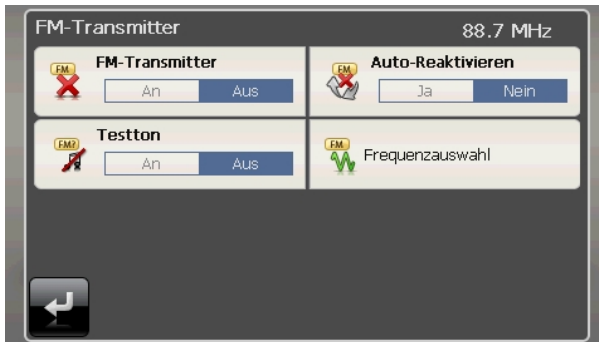 FM-Transmitter 88.7 MHz
FM FM-Transmitter
An Aus
FM Auto-Reaktivieren
Ja Nein
FM? Testton
An Aus
FM Frequenzauswahl